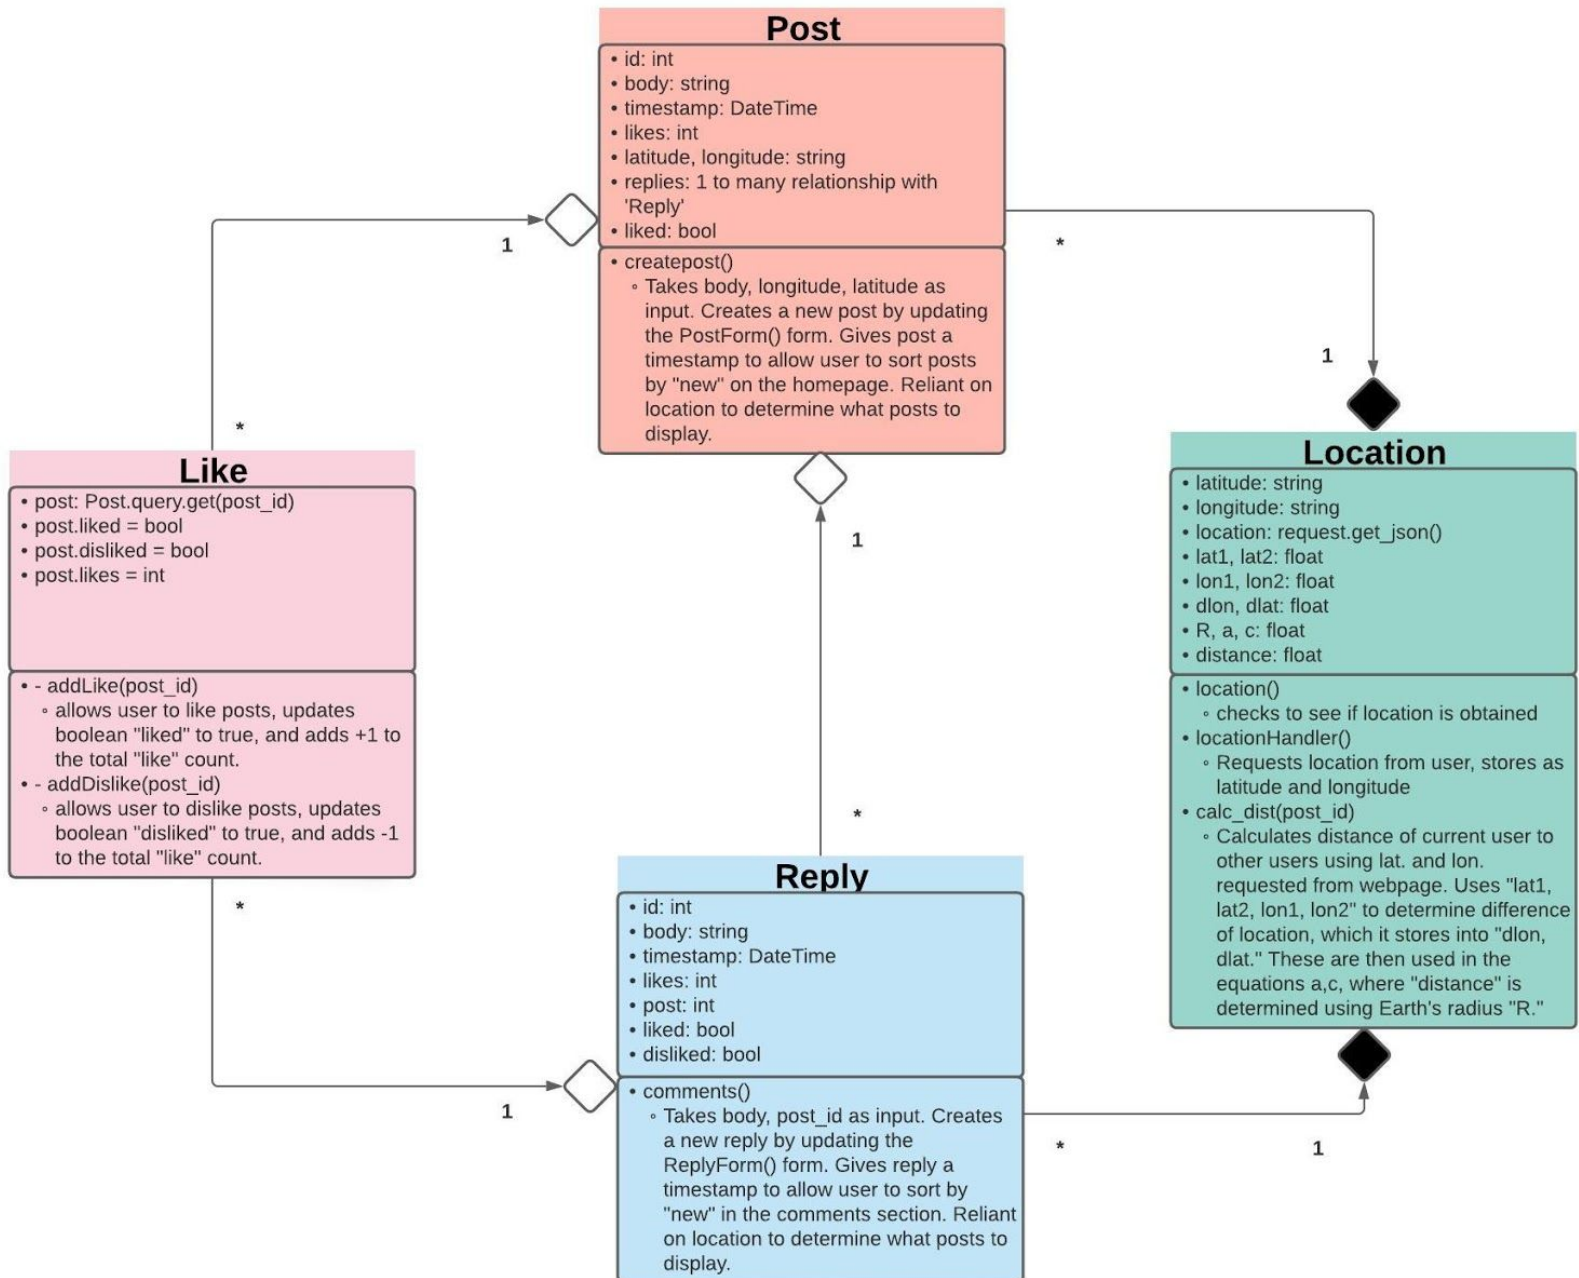 Post
• id: int
• body: string
• timestamp: DateTime
• likes: int
• latitude, longitude: string
• replies: 1 to many relationship with
'Reply'
• liked: bool
• createpost()
◦ Takes body, longitude, latitude as
input. Creates a new post by updating
the PostForm() form. Gives post a
timestamp to allow user to sort posts
by "new" on the homepage. Reliant on
location to determine what posts to
display.
1
*
*
1
Like
• post: Post.query.get(post_id)
• post.liked = bool
• post.disliked = bool
• post.likes = int
• - addLike(post_id)
◦ allows user to like posts, updates
boolean "liked" to true, and adds +1 to
the total "like" count.
• - addDislike(post_id)
◦ allows user to dislike posts, updates
boolean "disliked" to true, and adds -1
to the total "like" count.
*
1
1
*
Location
• latitude: string
• longitude: string
• location: request.get_json()
• lat1, lat2: float
• lon1, lon2: float
• dlon, dlat: float
• R, a, c: float
• distance: float
• location()
◦ checks to see if location is obtained
• locationHandler()
◦ Requests location from user, stores as
latitude and longitude
• calc_dist(post_id)
◦ Calculates distance of current user to
other users using lat. and lon.
requested from webpage. Uses "lat1,
lat2, lon1, lon2" to determine difference
of location, which it stores into "dlon,
dlat." These are then used in the
equations a,c, where "distance" is
determined using Earth's radius "R."
Reply
• id: int
• body: string
• timestamp: DateTime
• likes: int
• post: int
• liked: bool
• disliked: bool
• comments()
◦ Takes body, post_id as input. Creates
a new reply by updating the
ReplyForm() form. Gives reply a
timestamp to allow user to sort by
"new" in the comments section. Reliant
on location to determine what posts to
display.
*
1